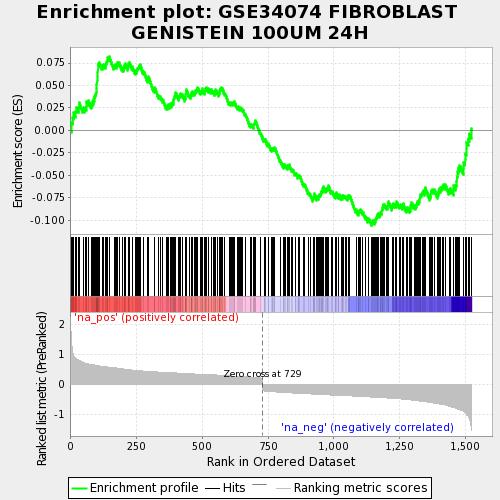 Enrichment plot: GSE34074 FIBROBLAST
GENISTEIN 100UM 24H
Enrichment score (ES)
0.075
0.050
0.025
0.000
-0.025
-0.050
-0.075
-0.100
'na_pos' (positively correlated)
Ranked list metric (PreRanked)
2
1
0
-1
Zero cross at 729
'na_neg' (negatively correlated)
0
250
500
750
1,000
1,250
1,500
Rank in Ordered Dataset
Enrichment profile
Hits
Ranking metric scores